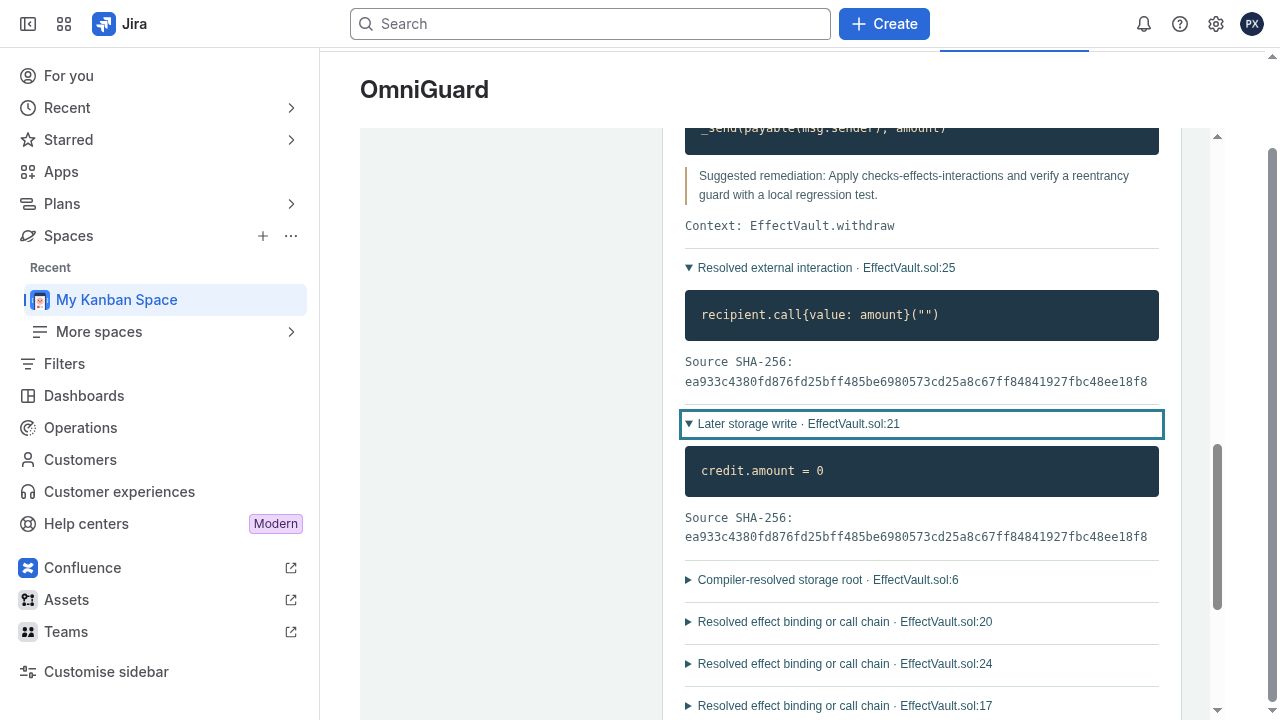 Jira
Search
Create
PX
For you
Recent
Starred
Apps
Plans
Spaces
Recent
My Kanban Space
More spaces
Filters
Dashboards
Operations
Customers
Customer experiences
Help centers
Modern
Confluence
Assets
Teams
Customise sidebar
OmniGuard
_send(payable(msg.sender), amount)
Suggested remediation: Apply checks-effects-interactions and verify a reentrancy
guard with a local regression test.
Context: EffectVault.withdraw
Resolved external interaction · EffectVault.sol:25
recipient.call{value: amount}("")
Source SHA-256:
ea933c4380fd876fd25bff485be6980573cd25a8c67ff84841927fbc48ee18f8
Later storage write · EffectVault.sol:21
credit.amount = 0
Source SHA-256:
ea933c4380fd876fd25bff485be6980573cd25a8c67ff84841927fbc48ee18f8
Compiler-resolved storage root · EffectVault.sol:6
Resolved effect binding or call chain · EffectVault.sol:20
Resolved effect binding or call chain · EffectVault.sol:24
Resolved effect binding or call chain · EffectVault.sol:17